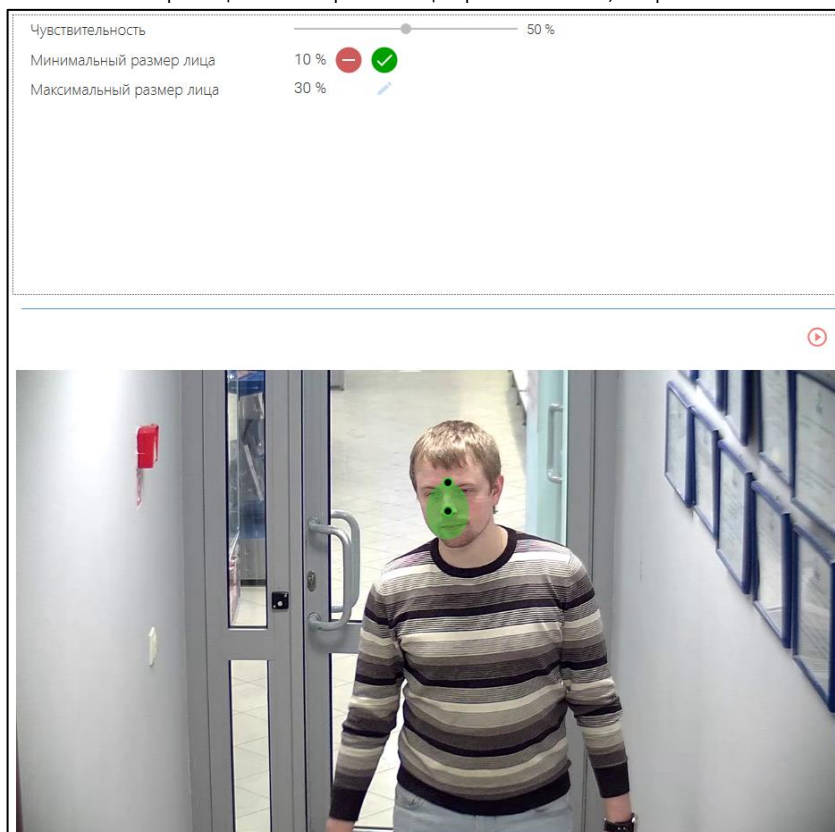 Чувствительность 50 %
Минимальный размер лица 10 %
Максимальный размер лица 30 %